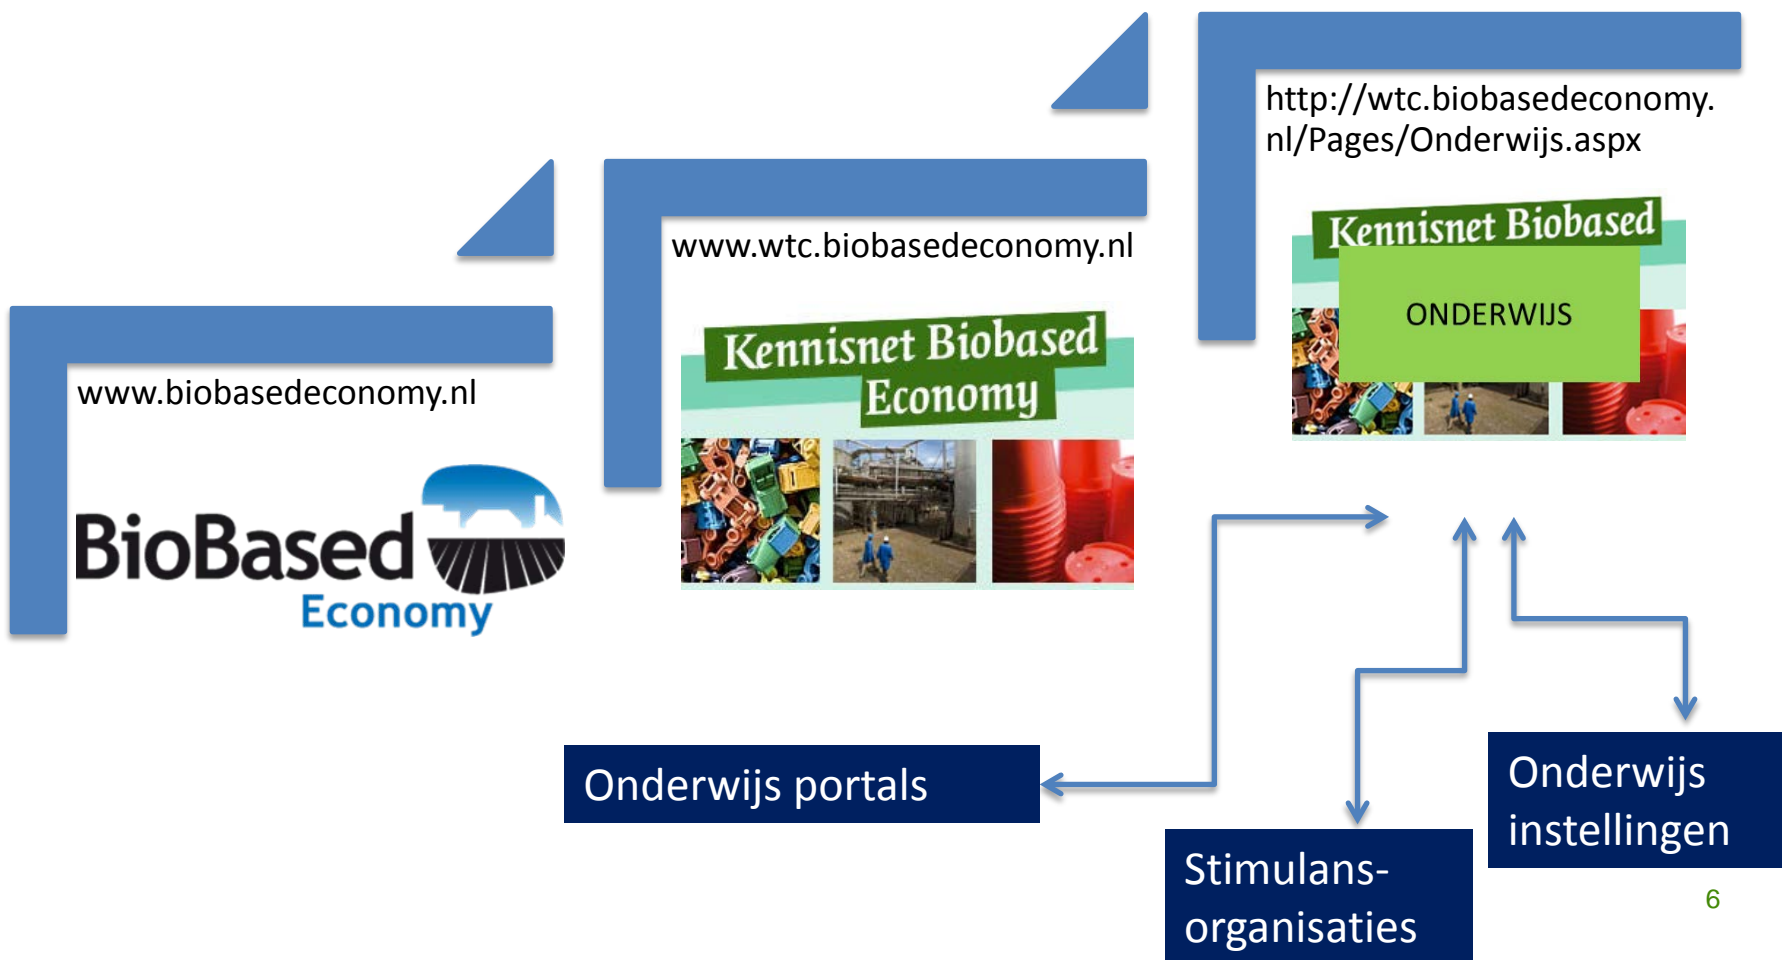 http://wtc.biobasedeconomy.
nl/Pages/Onderwijs.aspx
Kennisnet Biobased
ONDERWIJS
www.wtc.biobasedeconomy.nl
Kennisnet Biobased
Economy
www.biobasedeconomy.nl
BioBased
Economy
Onderwijs portals
Stimulans-
organisaties
Onderwijs
instellingen
6